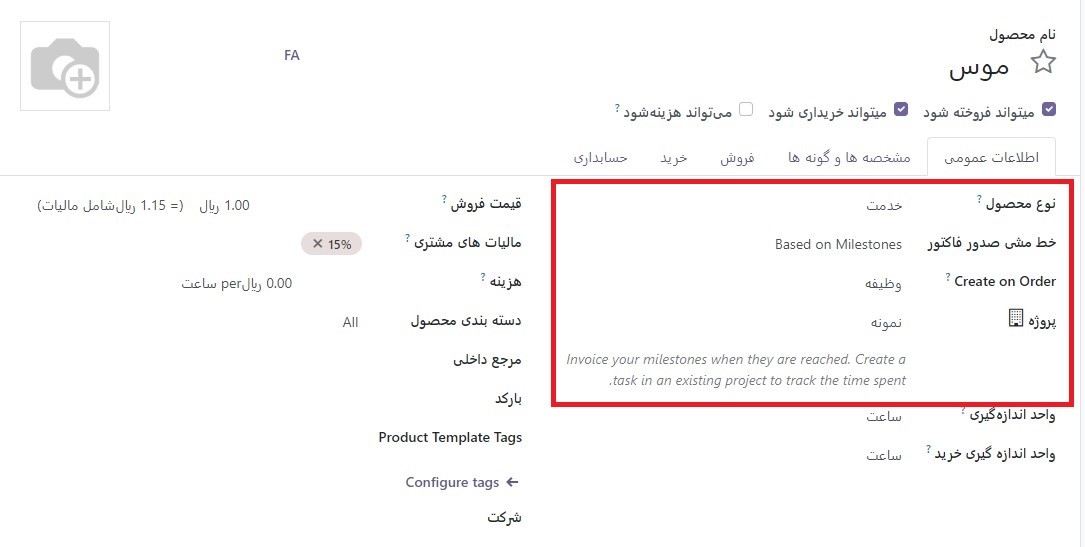 نام محصول
موس
FA
میتواند فروخته شود
میتواند خریداری شود
می‌تواند هزینه‌شود ?
اطلاعات عمومی
مشخصه ها و گونه ها
فروش
خرید
حسابداری
نوع محصول ?
خدمت
خط مشی صدور فاکتور
Based on Milestones
Create on Order ?
وظیفه
پروژه
نمونه
Invoice your milestones when they are reached. Create a
.task in an existing project to track the time spent
واحد اندازه‌گیری ?
ساعت
واحد اندازه گیری خرید ?
ساعت
قیمت فروش ?
1.00 ریال
(= 1.15 ریال‌شامل مالیات)
مالیات های مشتری ?
15% ×
هزینه ?
0.00 ریال‌per ساعت
دسته بندی محصول
All
مرجع داخلی
بارکد
Product Template Tags
Configure tags
شرکت